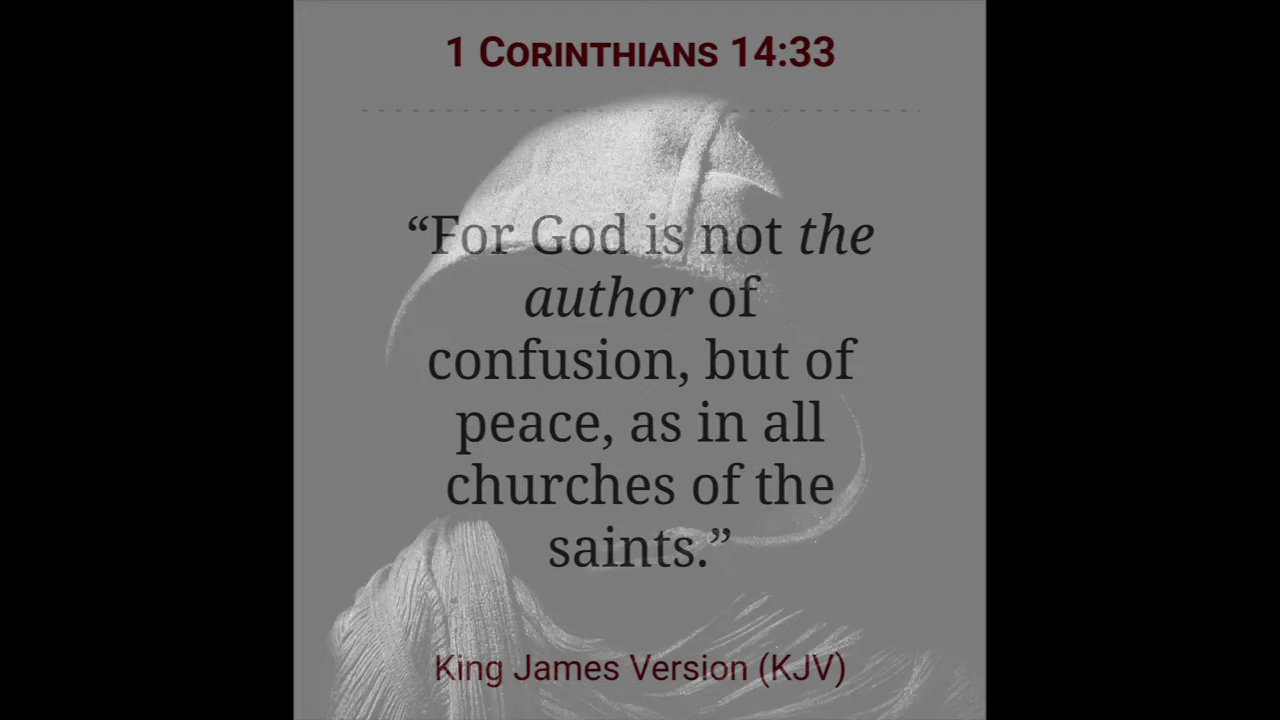 1 Corinthians 14:33
“For God is not the
author of
confusion, but of
peace, as in all
churches of the
saints.”
King James Version (KJV)